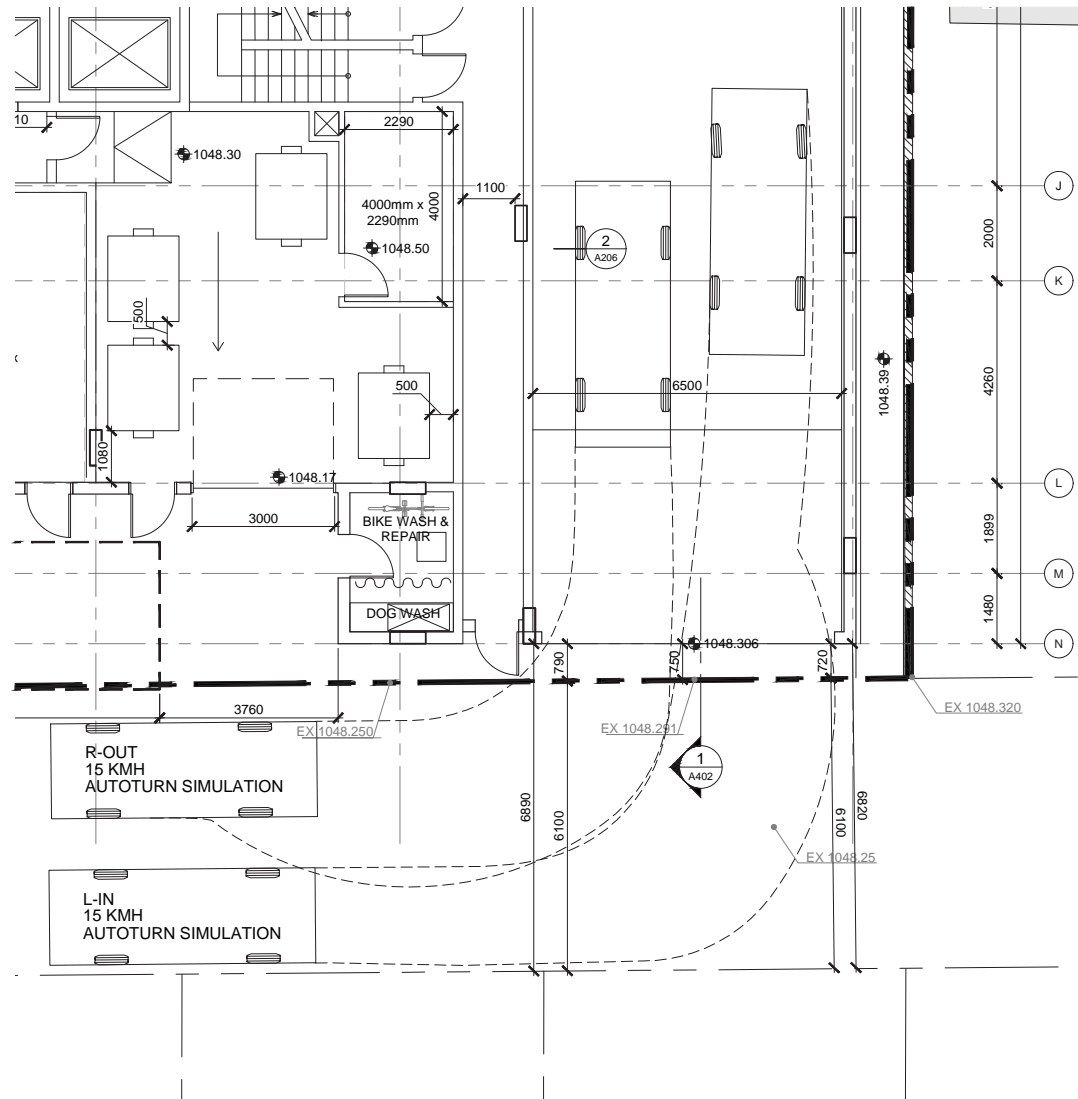 10
1048.30
2290
1100
J
4000mm x
2290mm
4000
2000
1048.50
2
A206
K
500
1048.39
4260
500
6500
1080
1048.17
L
3000
BIKE WASH &
REPAIR
1899
M
DOG WASH
1480
1048.306
N
790
750
720
3760
EX 1048.250
EX 1048.291
EX 1048.320
R-OUT
15 KMH
AUTOTURN SIMULATION
1
A402
6890
6100
6100
6820
EX 1048.25
L-IN
15 KMH
AUTOTURN SIMULATION